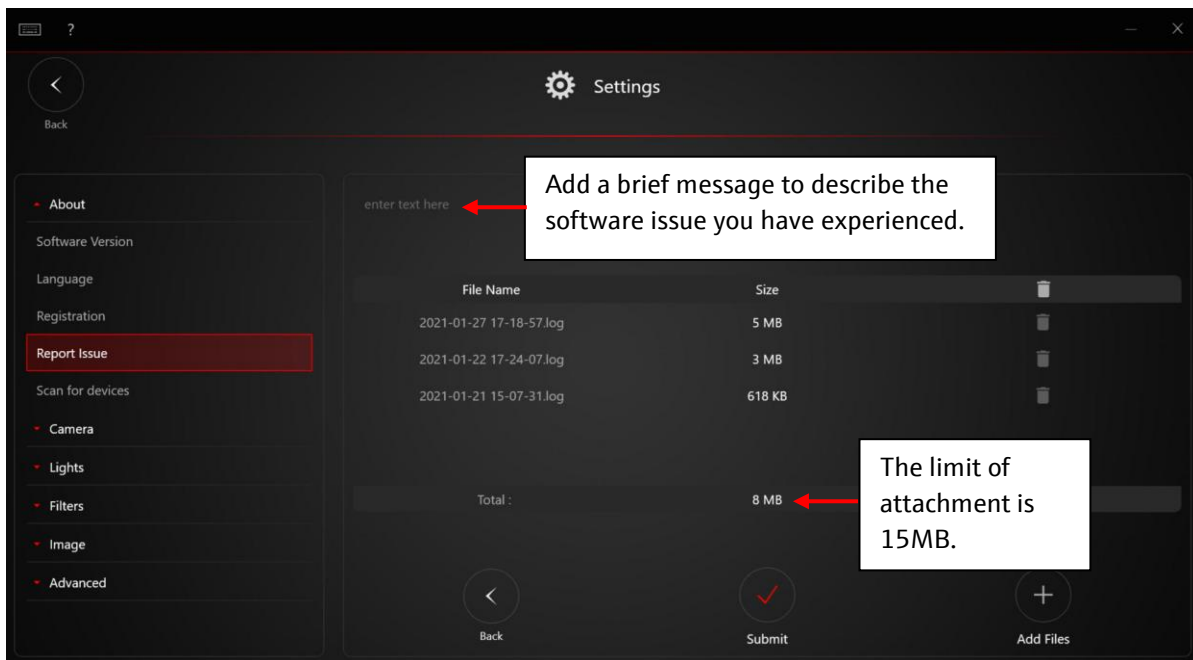 ?
Settings
Back
About
Software Version
Language
Registration
Report Issue
Scan for devices
Camera
Lights
Filters
Image
Advanced
enter text here
Add a brief message to describe the
software issue you have experienced.
File Name Size
2021-01-27 17-18-57.log 5 MB
2021-01-22 17-24-07.log 3 MB
2021-01-21 15-07-31.log 618 KB
Total : 8 MB
The limit of
attachment is
15MB.
Back
Submit
Add Files